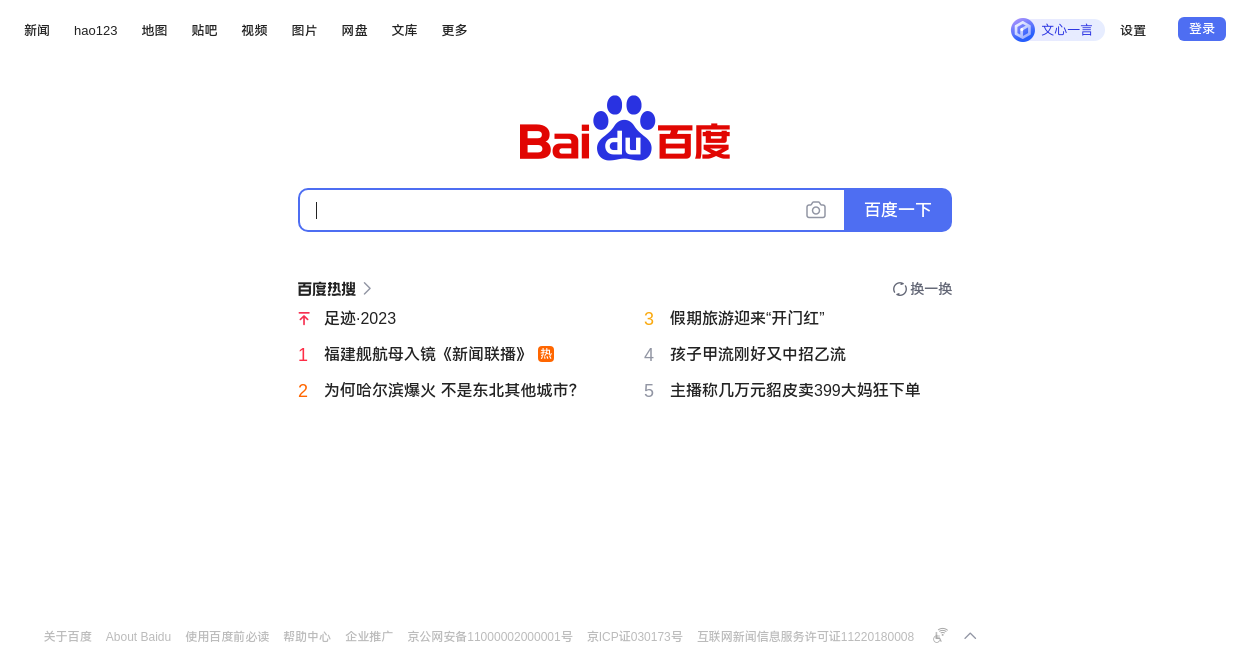 新闻 hao123 地图 贴吧 视频 图片 网盘 文库 更多 文心一言 设置 登录
Bai du 百度
百度一下
百度热搜 换一换
足迹·2023
1 福建舰航母入镜《新闻联播》 热
2 为何哈尔滨爆火 不是东北其他城市?
3 假期旅游迎来“开门红”
4 孩子甲流刚好又中招乙流
5 主播称几万元貂皮卖399大妈狂下单
关于百度 About Baidu 使用百度前必读 帮助中心 企业推广 京公网安备11000002000001号 京ICP证030173号 互联网新闻信息服务许可证11220180008